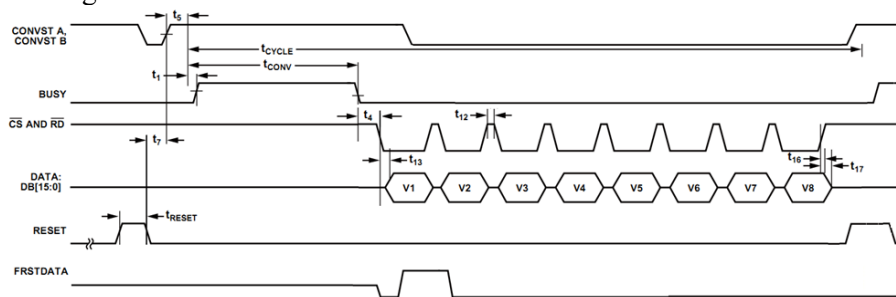 t5
CONVST A,
CONVST B
tCYCLE
tCONV
t1
BUSY
t4
t12
CS AND RD
t7
t13
t16
t17
DATA:
DB[15:0]
V1 V2 V3 V4 V5 V6 V7 V8
tRESET
RESET
FRSTDATA